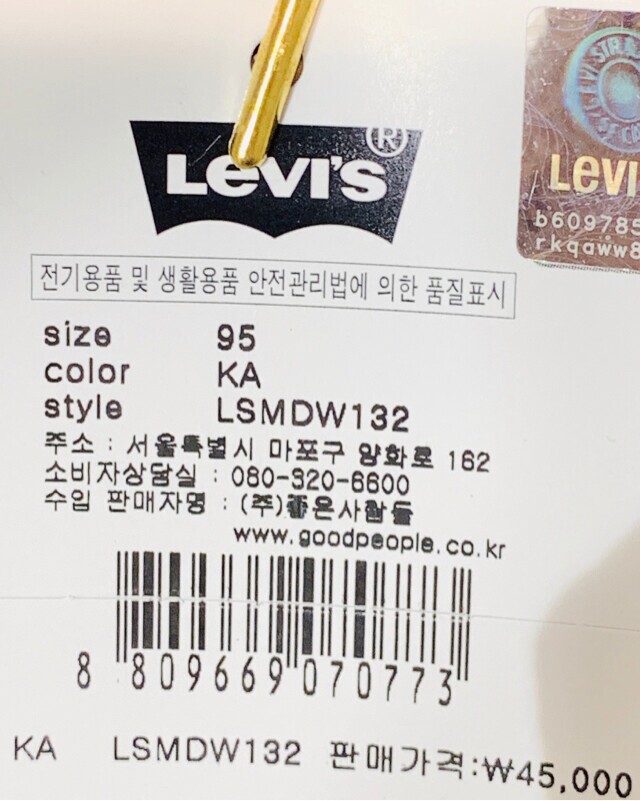 LEVI'S®
LEVI STRAUSS
LEVI
b609785
rkqaww8
전기용품 및 생활용품 안전관리법에 의한 품질표시
size 95
color KA
style LSMDW132
주소 : 서울특별시 마포구 양화로 162
소비자상담실 : 080-320-6600
수입 판매자명 : (주)좋은사람들
www.goodpeople.co.kr
8 809669 070773
KA LSMDW132 판매가격:₩45,000